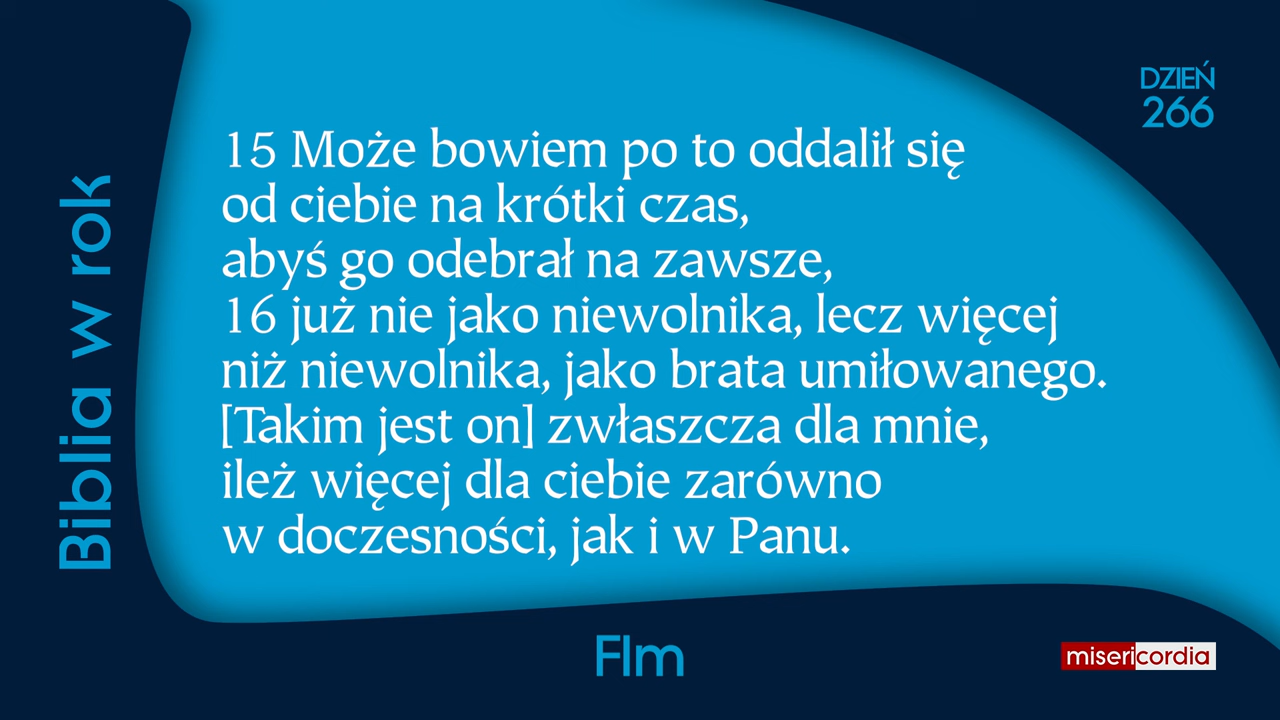 Biblia w rok
DZIEŃ
266
15 Może bowiem po to oddalił się
od ciebie na krótki czas,
abyś go odebrał na zawsze,
16 już nie jako niewolnika, lecz więcej
niż niewolnika, jako brata umiłowanego.
[Takim jest on] zwłaszcza dla mnie,
ileż więcej dla ciebie zarówno
w doczesności, jak i w Panu.
Flm
misericordia